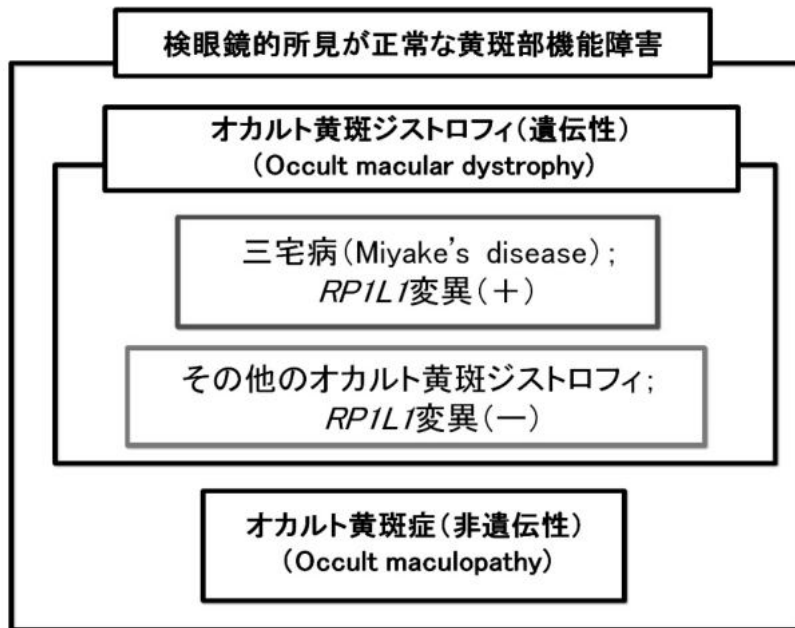 検眼鏡的所見が正常な黄斑部機能障害
オカルト黄斑ジストロフィ(遺伝性)
(Occult macular dystrophy)
三宅病(Miyake's disease);
RP1L1変異(+)
その他のオカルト黄斑ジストロフィ;
RP1L1変異(－)
オカルト黄斑症(非遺伝性)
(Occult maculopathy)